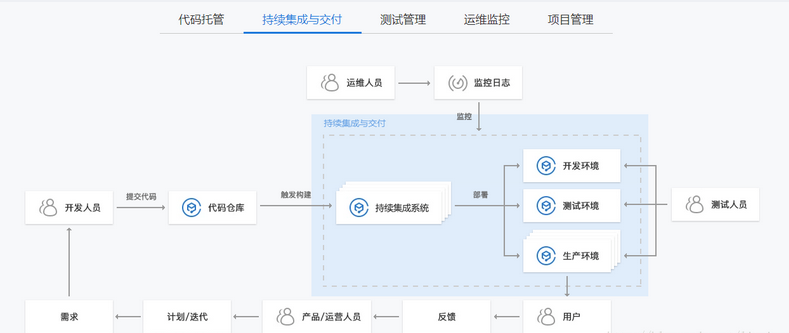 代码托管
持续集成与交付
测试管理
运维监控
项目管理
运维人员
监控日志
监控
持续集成与交付
开发环境
提交代码
触发构建
部署
开发人员
代码仓库
持续集成系统
测试环境
测试人员
生产环境
需求
计划/迭代
产品/运营人员
反馈
用户